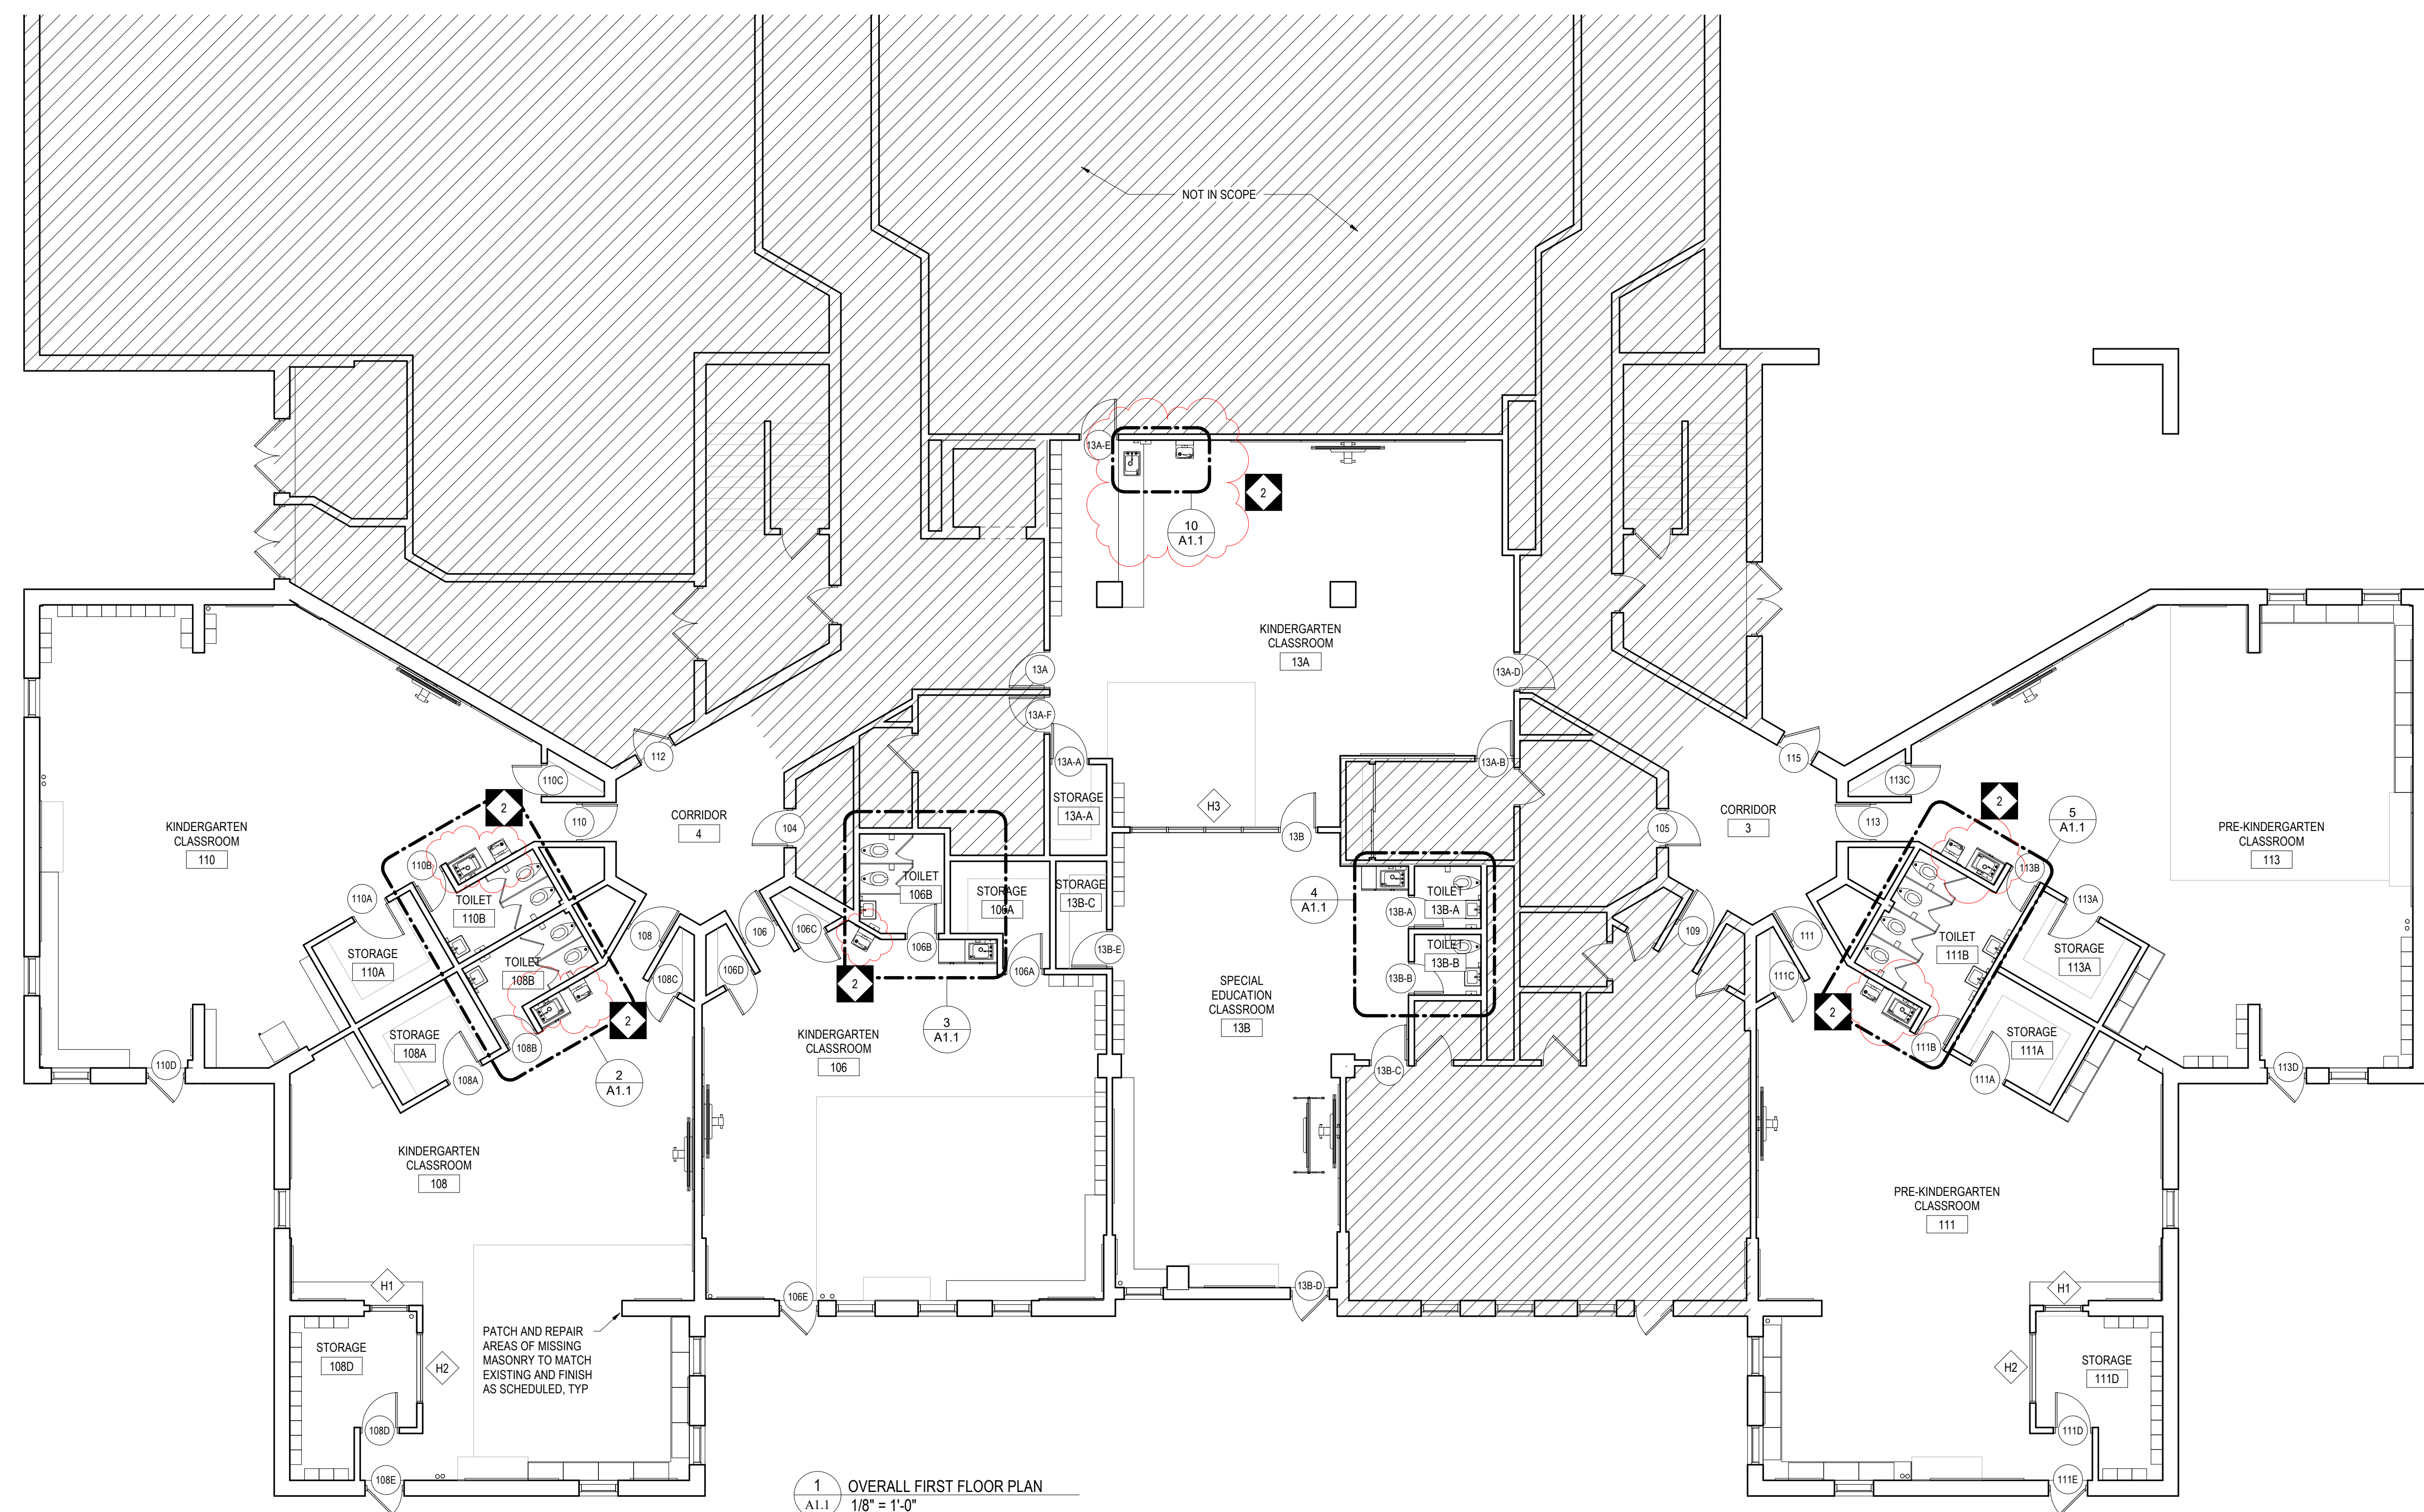 NOT IN SCOPE
13A-E
2
10
A1.1
KINDERGARTEN
CLASSROOM
13A
13A
13A-D
13A-F
13A-A
13A-B
112
115
110C
113C
STORAGE
13A-A
H3
2
110
CORRIDOR
4
104
13B
105
CORRIDOR
3
113
2
5
A1.1
KINDERGARTEN
CLASSROOM
110
PRE-KINDERGARTEN
CLASSROOM
113
110B
113B
110A
TOILET
110B
TOILET
106B
STORAGE
106A
STORAGE
13B-C
4
A1.1
TOILET
13B-A
13B-A
113A
108
106
106C
106B
109
111
TOILET
111B
STORAGE
110A
TOILET
108B
TOILET
13B-B
13B-B
STORAGE
113A
13B-E
106A
108C
106D
111C
2
2
2
SPECIAL
EDUCATION
CLASSROOM
13B
STORAGE
108A
108B
3
A1.1
KINDERGARTEN
CLASSROOM
106
111B
STORAGE
111A
110D
108A
2
A1.1
13B-C
111A
113D
KINDERGARTEN
CLASSROOM
108
PRE-KINDERGARTEN
CLASSROOM
111
H1
106E
13B-D
H1
PATCH AND REPAIR
AREAS OF MISSING
MASONRY TO MATCH
EXISTING AND FINISH
AS SCHEDULED, TYP
STORAGE
108D
H2
H2
STORAGE
111D
108D
111D
108E
111E
1
A1.1
OVERALL FIRST FLOOR PLAN
1/8" = 1'-0"